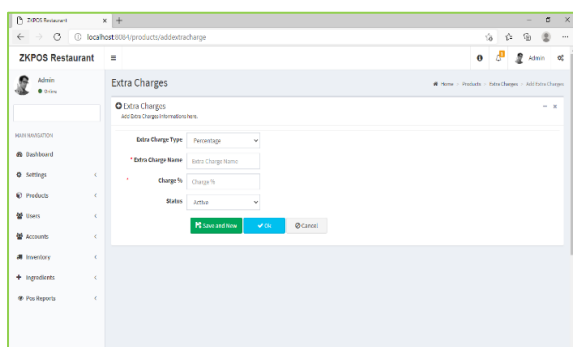 ZKPOS Restaurant
localhost:8084/products/addextracharge
ZKPOS Restaurant
Admin
Admin
Online
Extra Charges
Home > Products > Extra Charges > Add Extra Charges
Extra Charges
Add Extra Charges Informations here.
MAIN NAVIGATION
Dashboard
Settings
Products
Users
Accounts
Inventory
Ingredients
Pos Reports
Extra Charge Type
Percentage
* Extra Charge Name
Extra Charge Name
* Charge %
Charge %
Status
Active
Save and New
Ok
Cancel